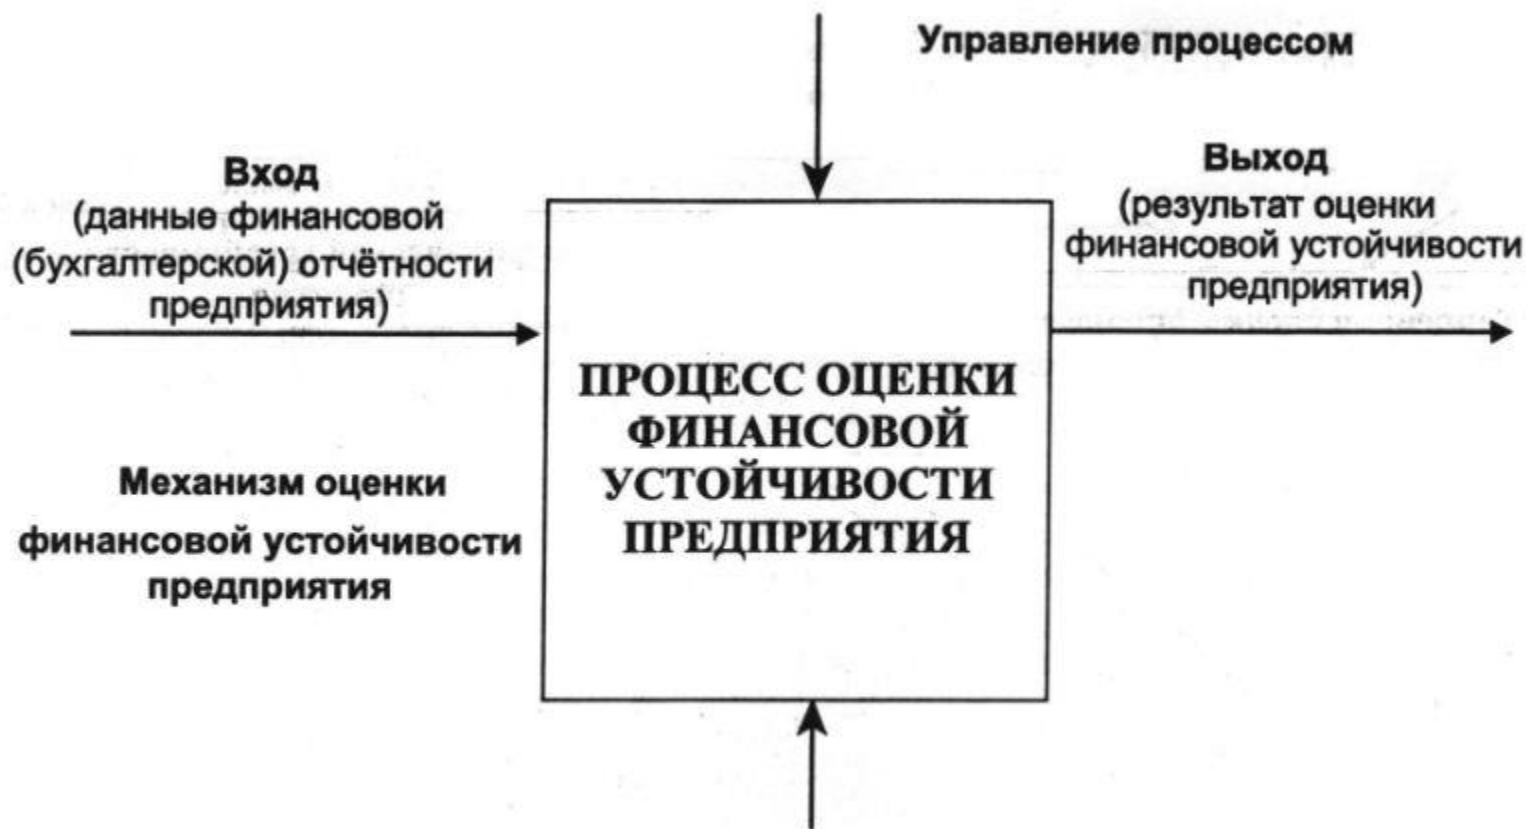 Управление процессом
Вход
(данные финансовой
(бухгалтерской) отчётности
предприятия)
Выход
(результат оценки
финансовой устойчивости
предприятия)
ПРОЦЕСС ОЦЕНКИ
ФИНАНСОВОЙ
УСТОЙЧИВОСТИ
ПРЕДПРИЯТИЯ
Механизм оценки
финансовой устойчивости
предприятия